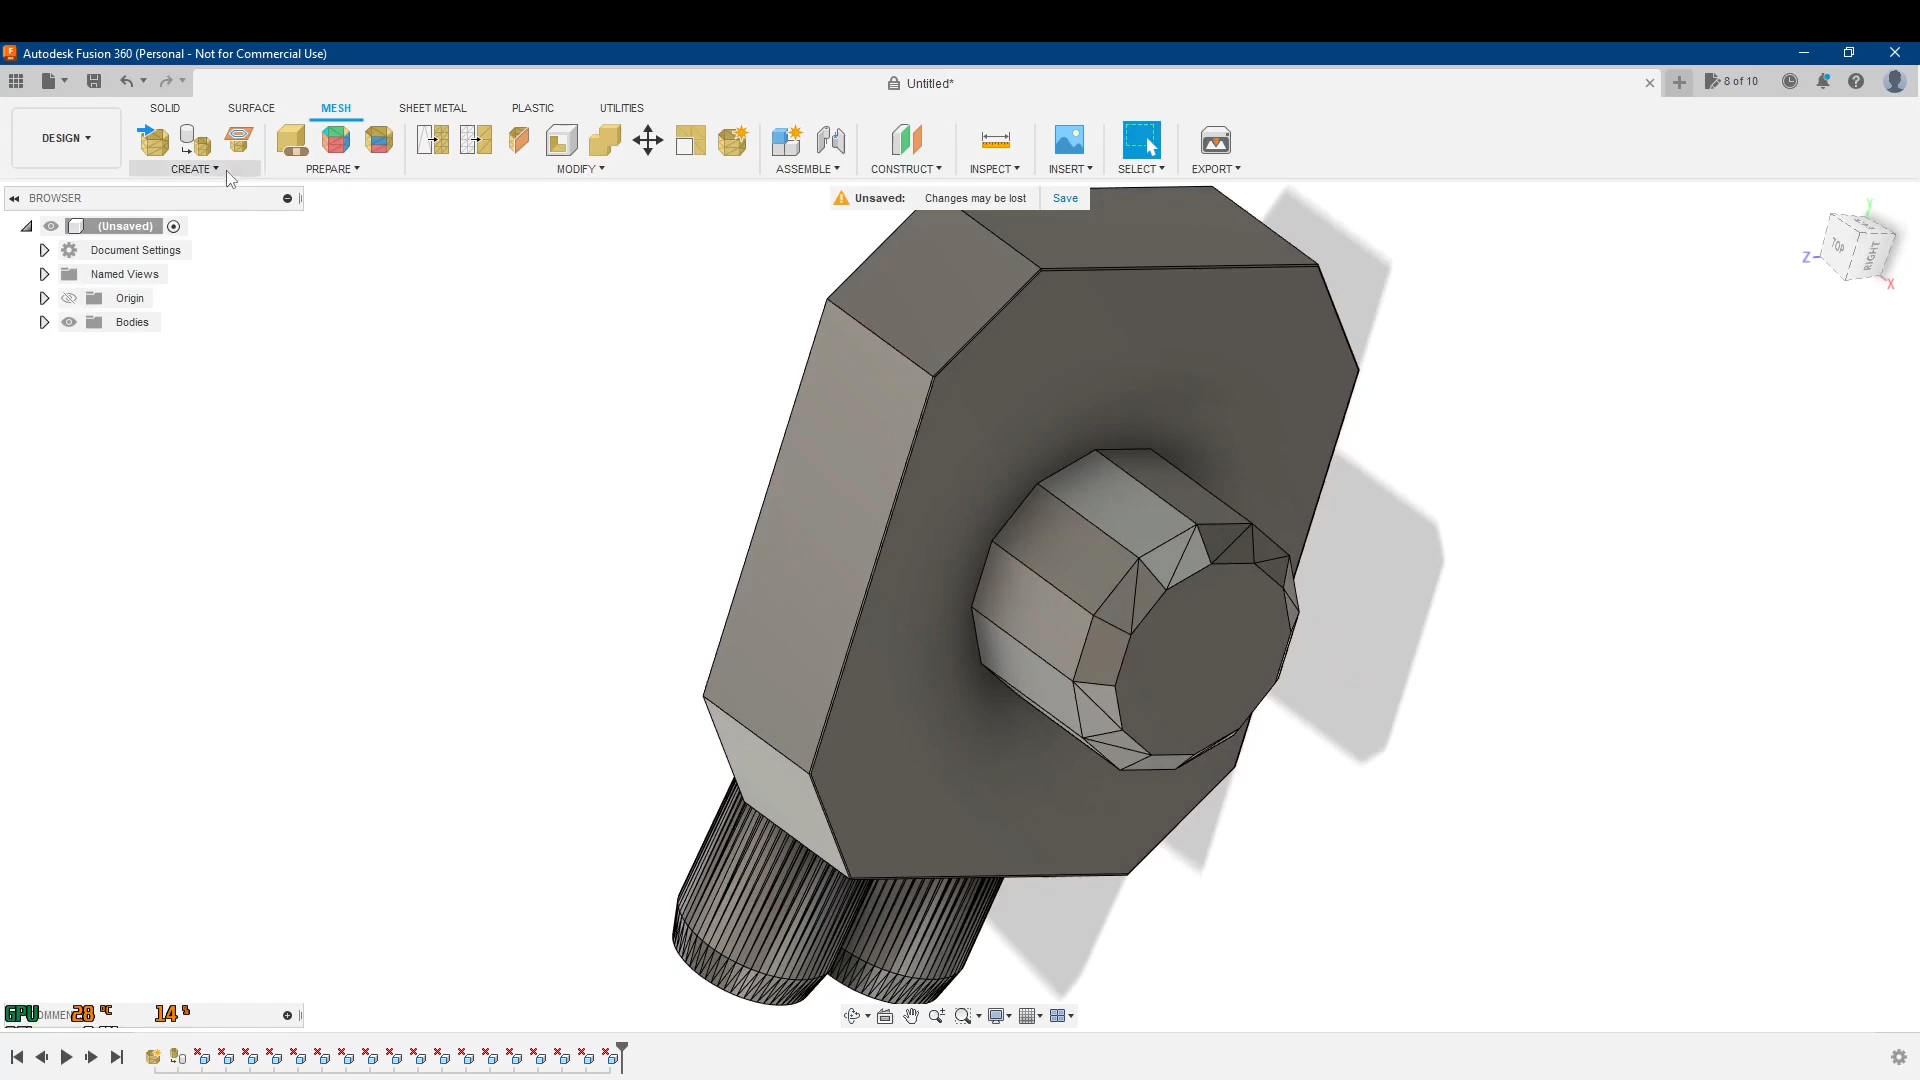 Autodesk Fusion 360 (Personal - Not for Commercial Use)
Untitled*
8 of 10
SOLID SURFACE MESH SHEET METAL PLASTIC UTILITIES
DESIGN
CREATE PREPARE MODIFY ASSEMBLE CONSTRUCT INSPECT INSERT SELECT EXPORT
BROWSER
Unsaved: Changes may be lost Save
(Unsaved)
Document Settings
Named Views
Origin
Bodies
Y
TOP
RIGHT
Z
X
GPU 28 °C 14 %